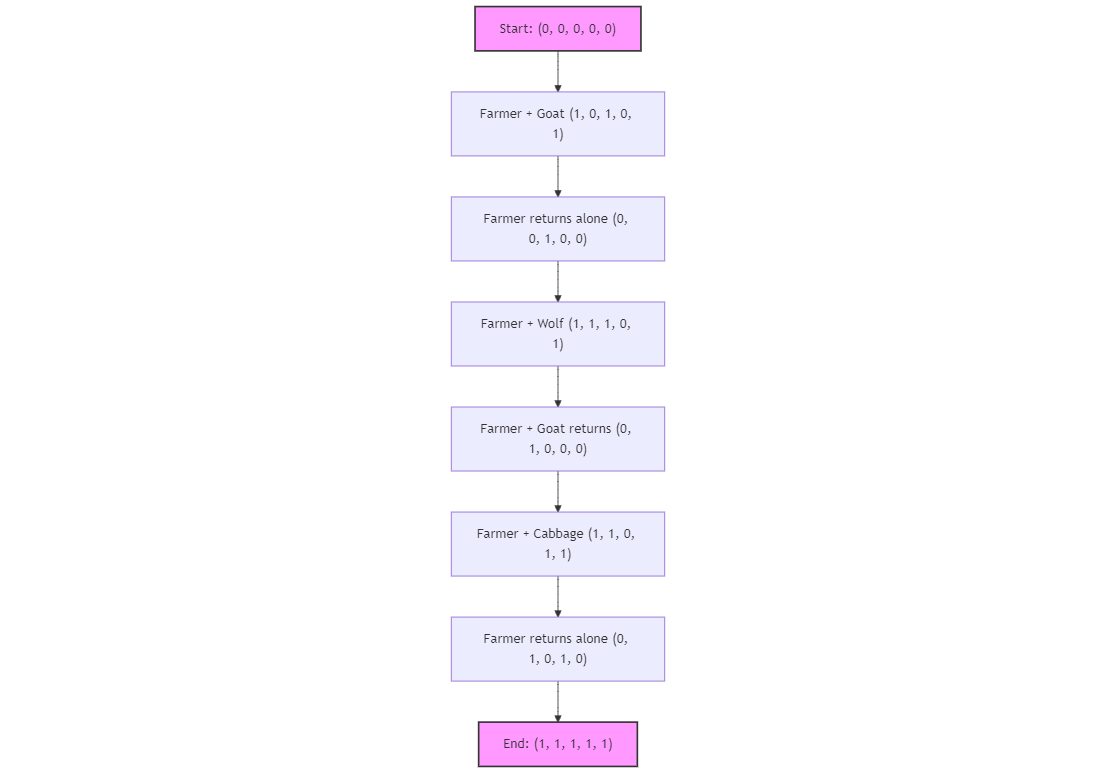 Start: (0, 0, 0, 0, 0)
Farmer + Goat (1, 0, 1, 0,
1)
Farmer returns alone (0,
0, 1, 0, 0)
Farmer + Wolf (1, 1, 1, 0,
1)
Farmer + Goat returns (0,
1, 0, 0, 0)
Farmer + Cabbage (1, 1, 0,
1, 1)
Farmer returns alone (0,
1, 0, 1, 0)
End: (1, 1, 1, 1, 1)